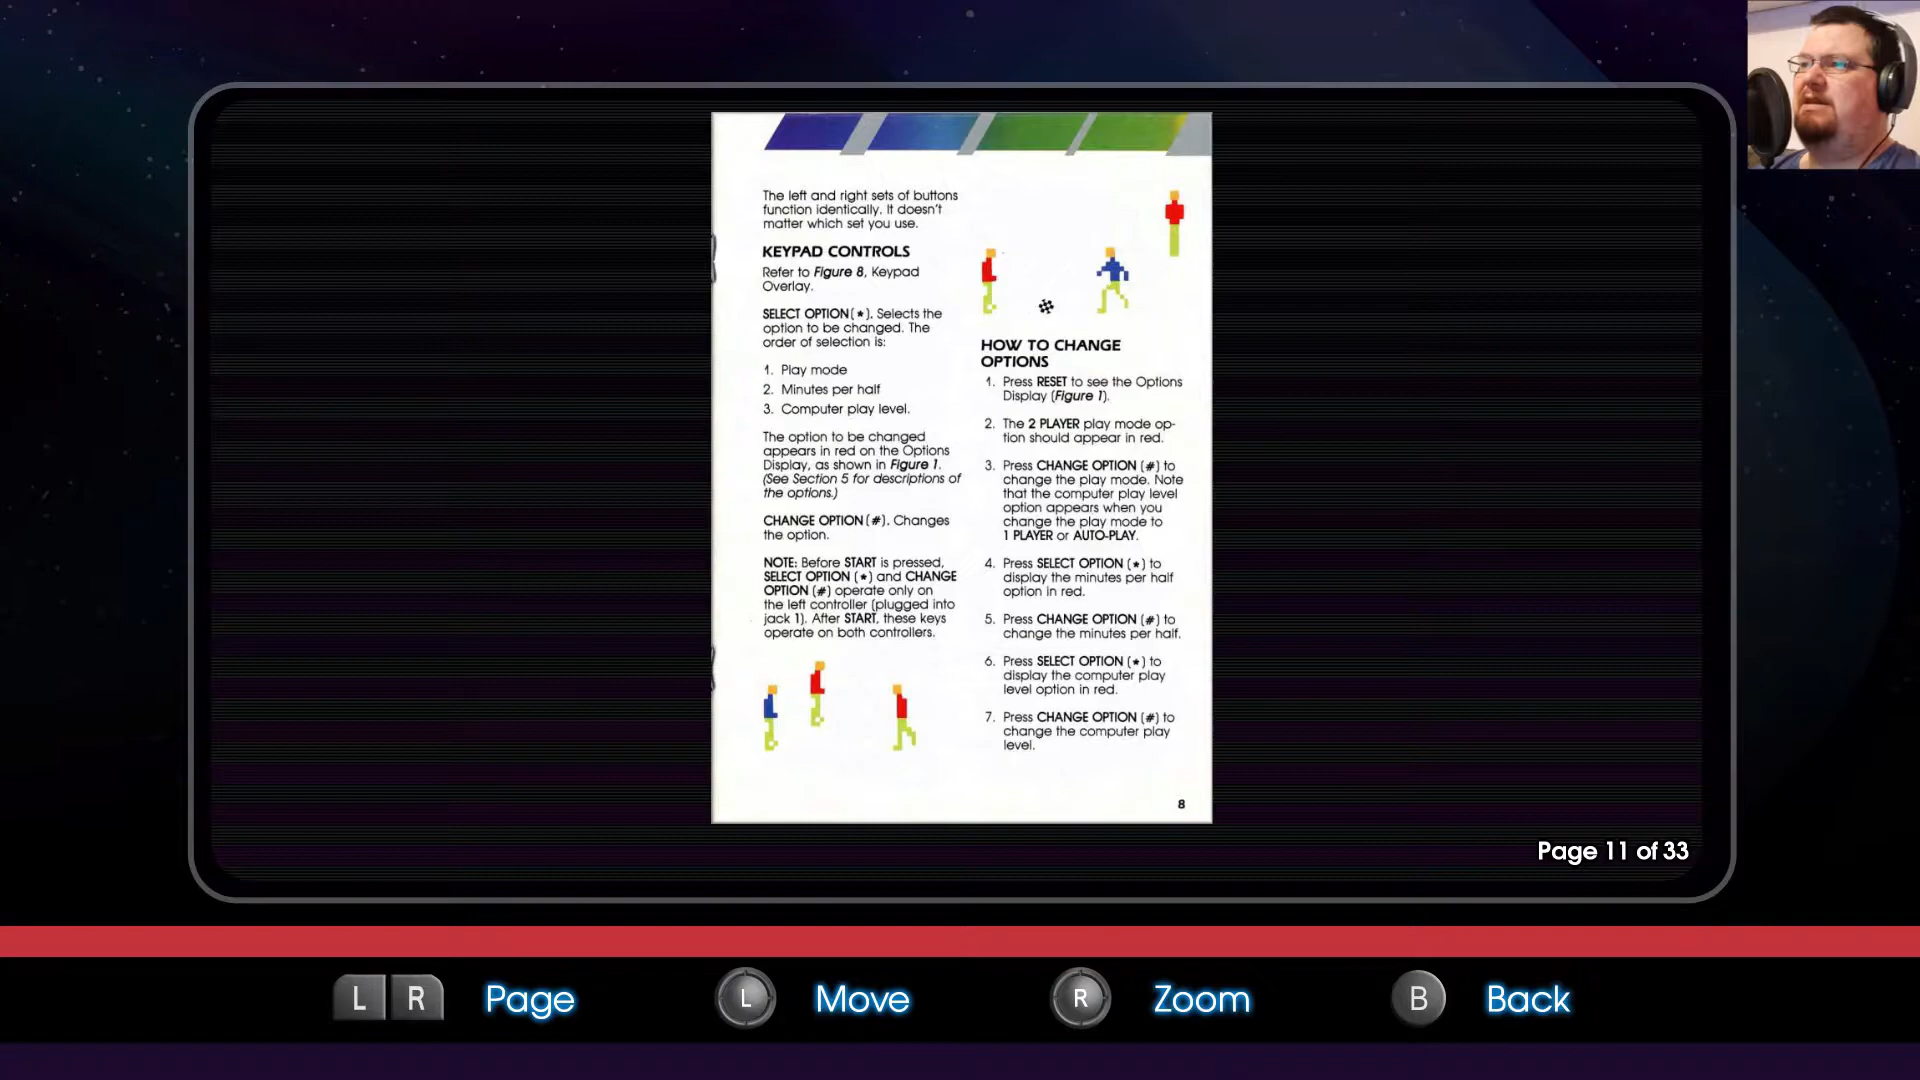 The left and right sets of buttons
function identically. It doesn't
matter which set you use.
KEYPAD CONTROLS
Refer to Figure 8, Keypad
Overlay.
SELECT OPTION (*). Selects the
option to be changed. The
order of selection is:
1. Play mode
2. Minutes per half
3. Computer play level.
The option to be changed
appears in red on the Options
Display, as shown in Figure 1.
(See Section 5 for descriptions of
the options.)
CHANGE OPTION (#). Changes
the option.
NOTE: Before START is pressed,
SELECT OPTION (*) and CHANGE
OPTION (#) operate only on
the left controller (plugged into
jack 1). After START, these keys
operate on both controllers.
HOW TO CHANGE
OPTIONS
1. Press RESET to see the Options
Display (Figure 1).
2. The 2 PLAYER play mode op-
tion should appear in red.
3. Press CHANGE OPTION (#) to
change the play mode. Note
that the computer play level
option appears when you
change the play mode to
1 PLAYER or AUTO-PLAY.
4. Press SELECT OPTION (*) to
display the minutes per half
option in red.
5. Press CHANGE OPTION (#) to
change the minutes per half.
6. Press SELECT OPTION (*) to
display the computer play
level option in red.
7. Press CHANGE OPTION (#) to
change the computer play
level.
8
Page 11 of 33
L R Page L Move R Zoom B Back